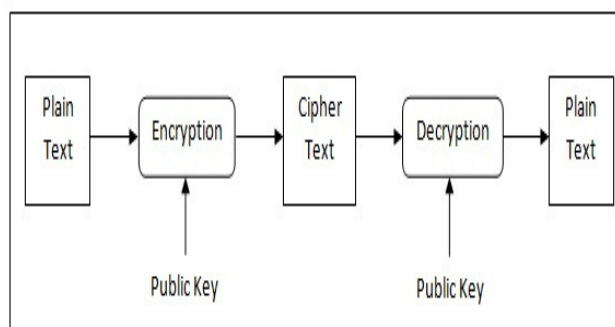 Plain
Text
Encryption
Cipher
Text
Decryption
Plain
Text
Public Key
Public Key